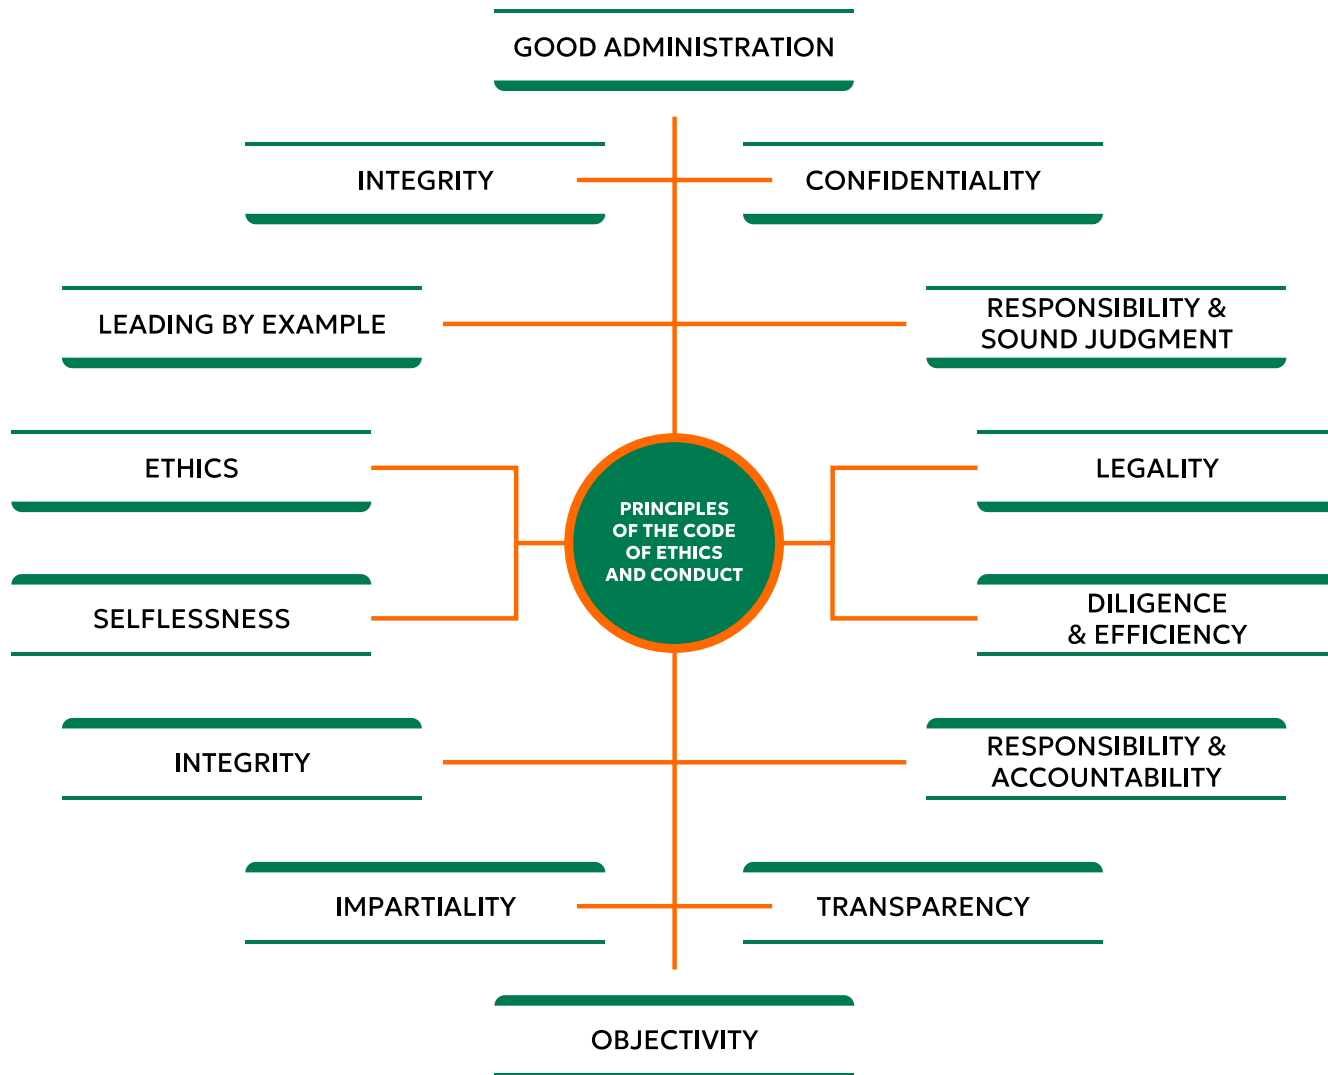 GOOD ADMINISTRATION
INTEGRITY
CONFIDENTIALITY
LEADING BY EXAMPLE
RESPONSIBILITY &
SOUND JUDGMENT
ETHICS
LEGALITY
PRINCIPLES
OF THE CODE
OF ETHICS
AND CONDUCT
SELFLESSNESS
DILIGENCE
& EFFICIENCY
INTEGRITY
RESPONSIBILITY &
ACCOUNTABILITY
IMPARTIALITY
TRANSPARENCY
OBJECTIVITY